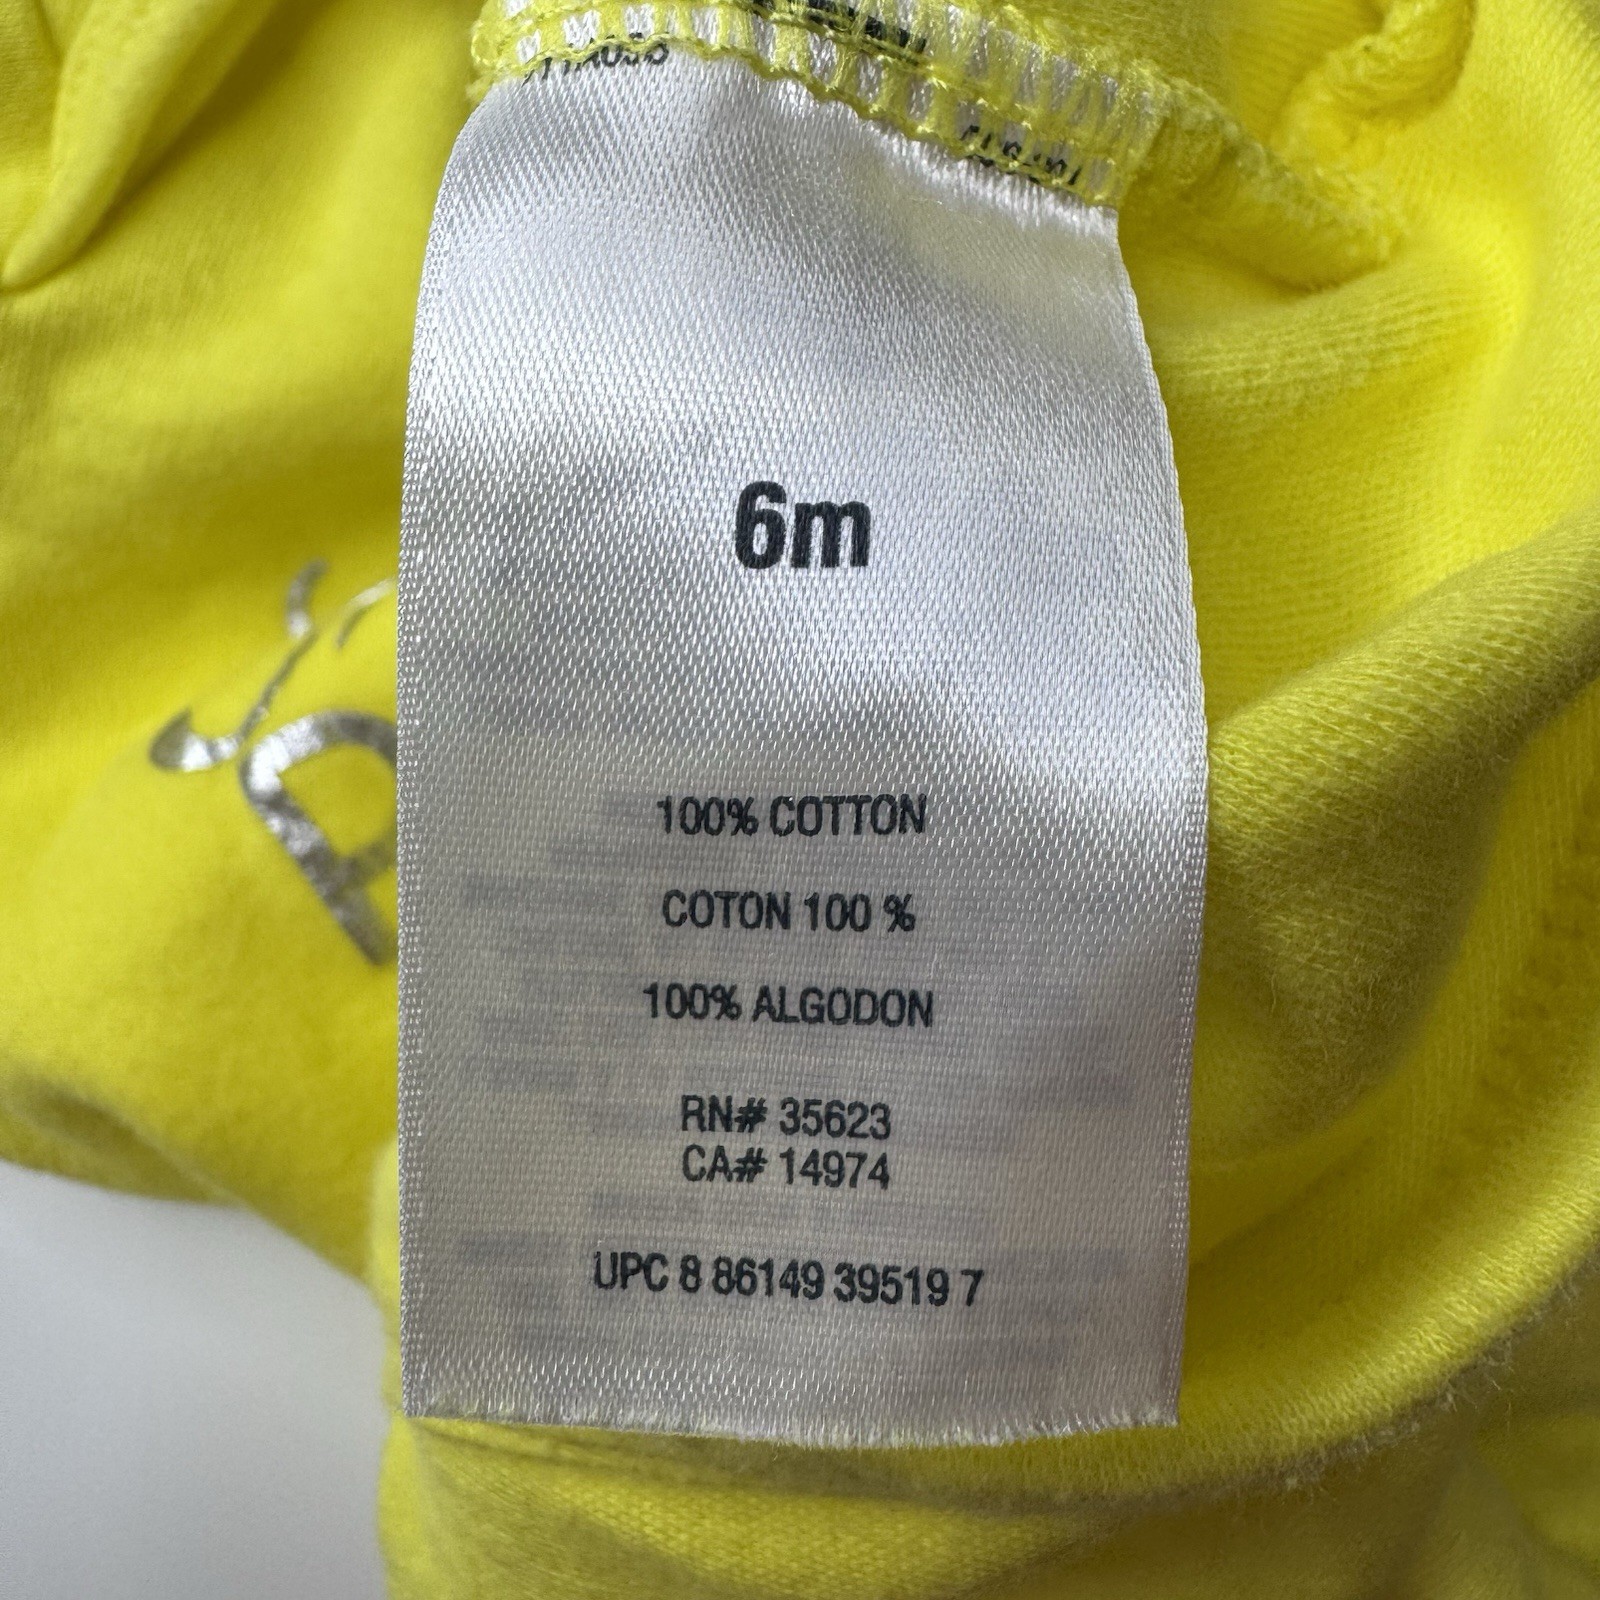 6m
100% COTTON
COTON 100 %
100% ALGODON
RN# 35623
CA# 14974
UPC 8 86149 39519 7